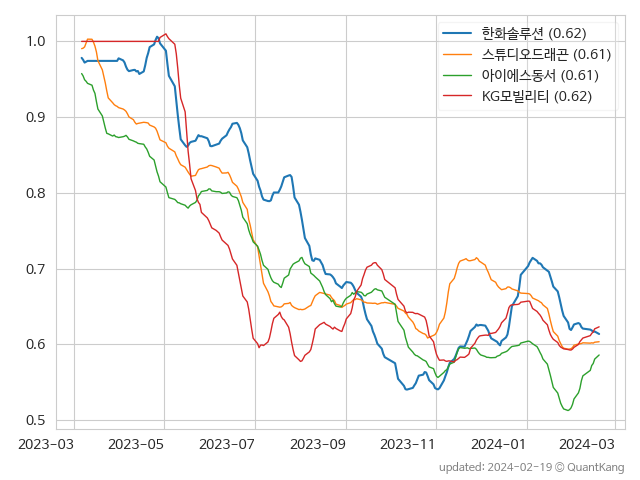 한화솔루션 (0.62)
스튜디오드래곤 (0.61)
아이에스동서 (0.61)
KG모빌리티 (0.62)
1.0
0.9
0.8
0.7
0.6
0.5
2023-03 2023-05 2023-07 2023-09 2023-11 2024-01 2024-03
updated: 2024-02-19 © QuantKang